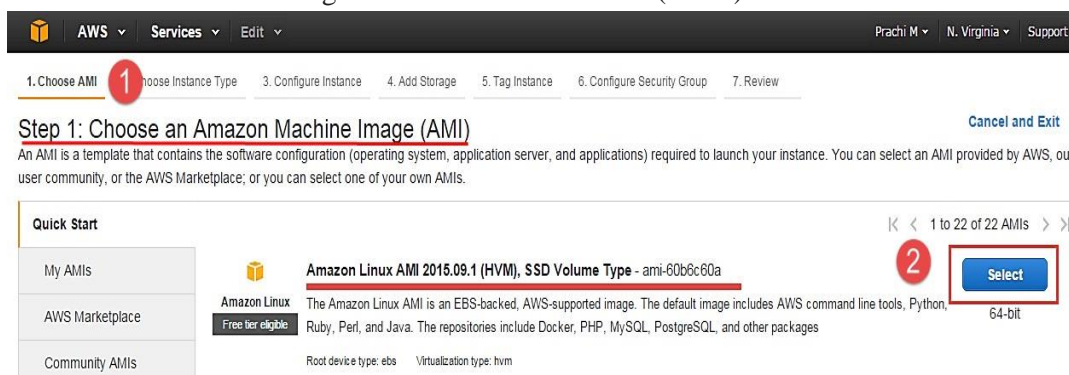 AWS Services Edit Prachi M N. Virginia Support
1. Choose AMI 1 hoose Instance Type 3. Configure Instance 4. Add Storage 5. Tag Instance 6. Configure Security Group 7. Review
Step 1: Choose an Amazon Machine Image (AMI) Cancel and Exit
An AMI is a template that contains the software configuration (operating system, application server, and applications) required to launch your instance. You can select an AMI provided by AWS, ou
user community, or the AWS Marketplace; or you can select one of your own AMIs.
Quick Start 1 to 22 of 22 AMIs
My AMIs
AWS Marketplace
Community AMIs
Amazon Linux
Free tier eligible
Amazon Linux AMI 2015.09.1 (HVM), SSD Volume Type - ami-60b6c60a
The Amazon Linux AMI is an EBS-backed, AWS-supported image. The default image includes AWS command line tools, Python,
Ruby, Perl, and Java. The repositories include Docker, PHP, MySQL, PostgreSQL, and other packages
Root device type: ebs Virtualization type: hvm
2
Select
64-bit